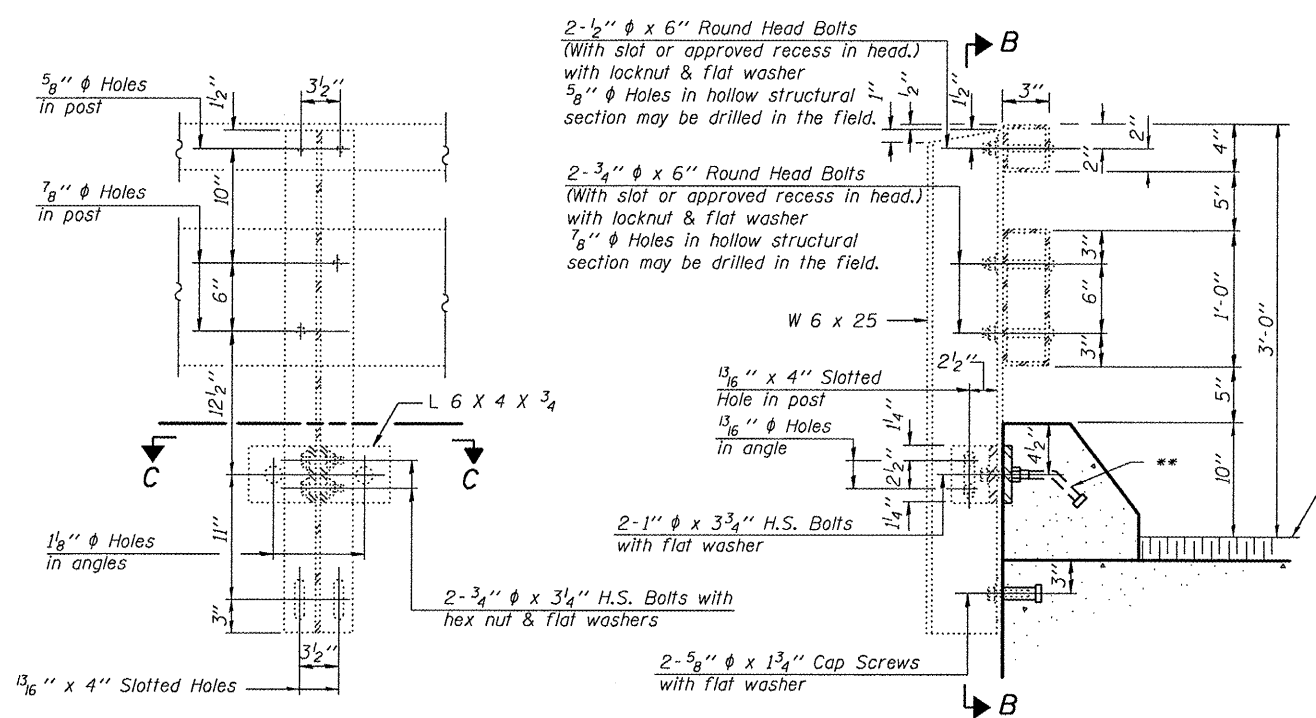 2-1/2" ϕ x 6" Round Head Bolts
(With slot or approved recess in head.)
with locknut & flat washer
5/8" ϕ Holes in hollow structural
section may be drilled in the field.
B
5/8" ϕ Holes
in post
3 1/2"
1 1/2"
1"
1/2"
1 1/2"
3"
2"
2"
4"
7/8" ϕ Holes
in post
10"
2-3/4" ϕ x 6" Round Head Bolts
(With slot or approved recess in head.)
with locknut & flat washer
7/8" ϕ Holes in hollow structural
section may be drilled in the field.
5"
3"
6"
6"
1'-0"
3'-0"
W 6 x 25
3"
2 1/2"
12 1/2"
13/16" x 4" Slotted
Hole in post
5"
L 6 X 4 X 3/4
13/16" ϕ Holes
in angle
1 1/4"
C
C
4 1/2"
**
10"
2 1/2"
1 1/4"
11"
2-1" ϕ x 3 3/4" H.S. Bolts
with flat washer
1 1/8" ϕ Holes
in angles
3"
2-3/4" ϕ x 3 1/4" H.S. Bolts with
hex nut & flat washers
3"
3 1/2"
2-5/8" ϕ x 1 3/4" Cap Screws
with flat washer
13/16" x 4" Slotted Holes
B